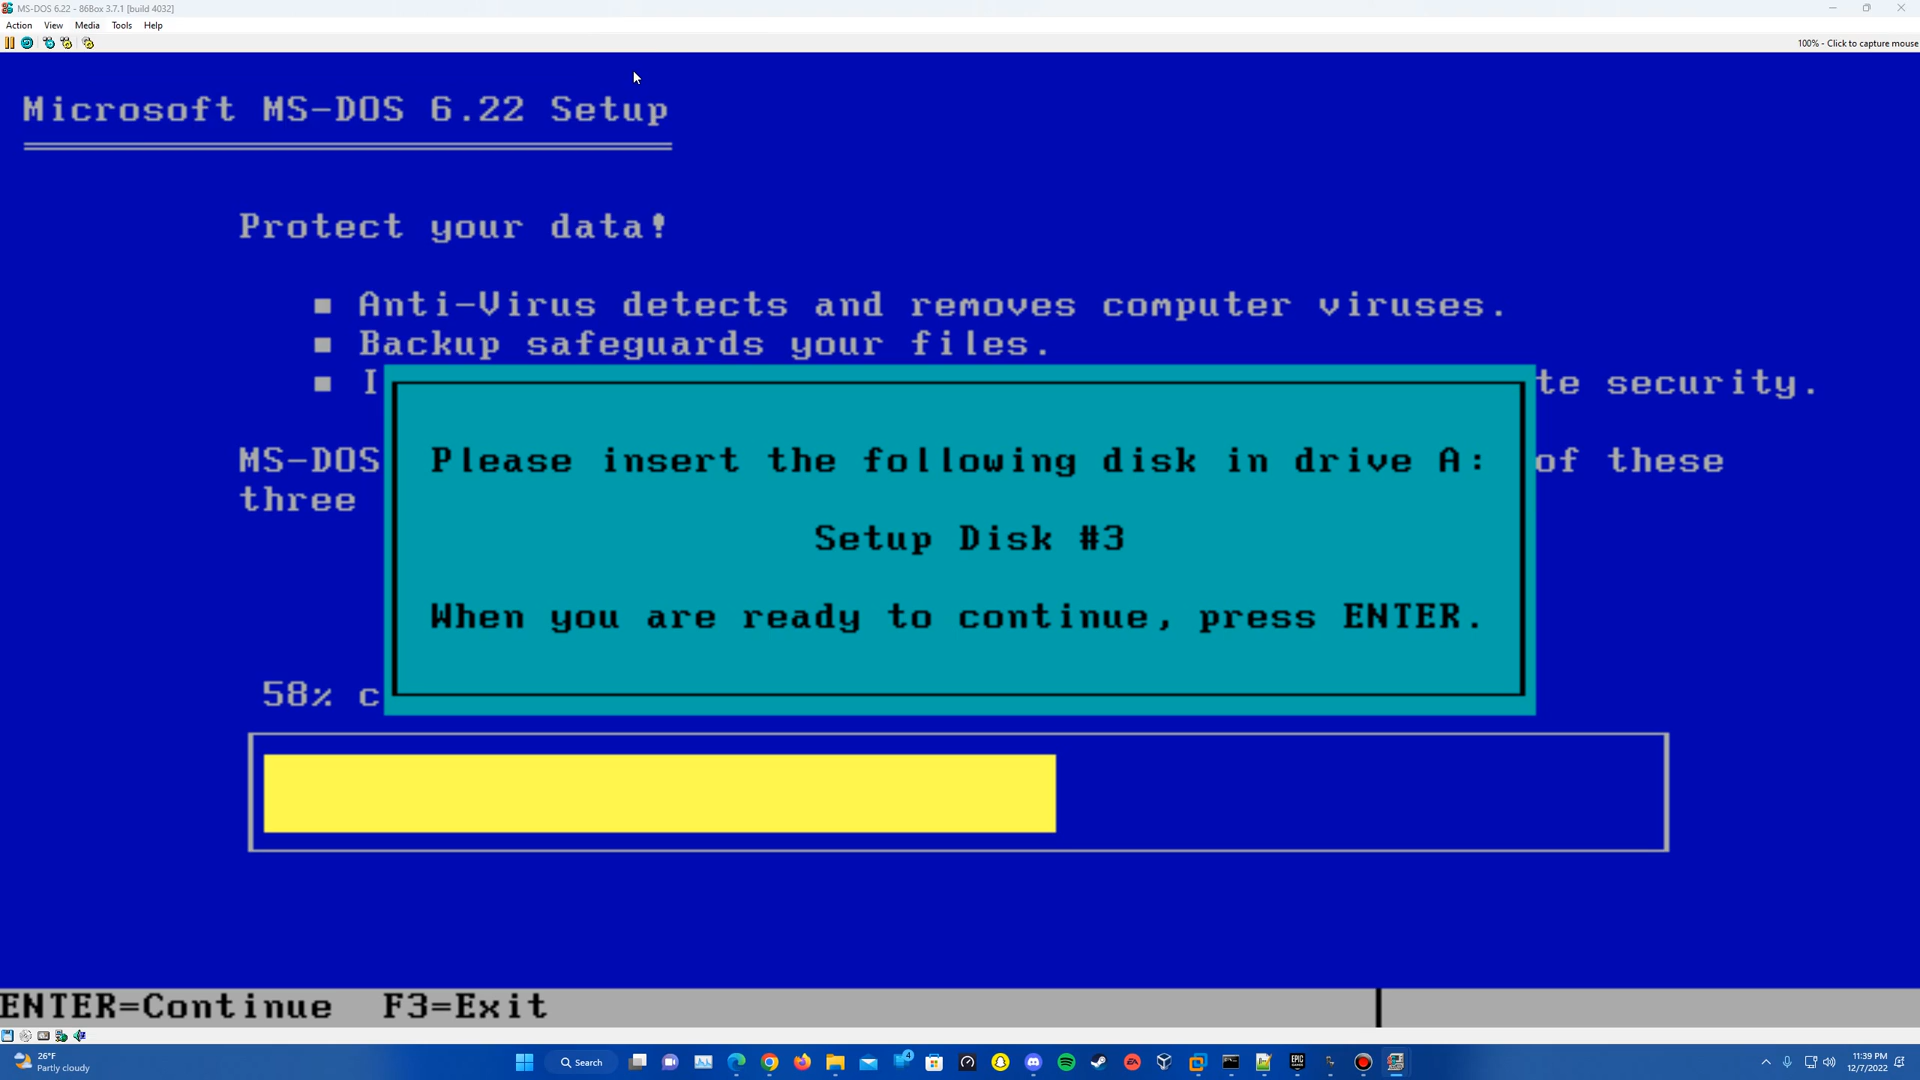 MS-DOS 6.22 - 86Box 3.7.1 [build 4032]
Action View Media Tools Help
100% - Click to capture mouse
Microsoft MS-DOS 6.22 Setup
Protect your data!
■ Anti-Virus detects and removes computer viruses.
■ Backup safeguards your files.
■ I te security.
MS-DOS of these
three
Please insert the following disk in drive A:
Setup Disk #3
When you are ready to continue, press ENTER.
58% c
ENTER=Continue F3=Exit
26°F
Partly cloudy
Search
4
EA
EPIC
11:39 PM
12/7/2022